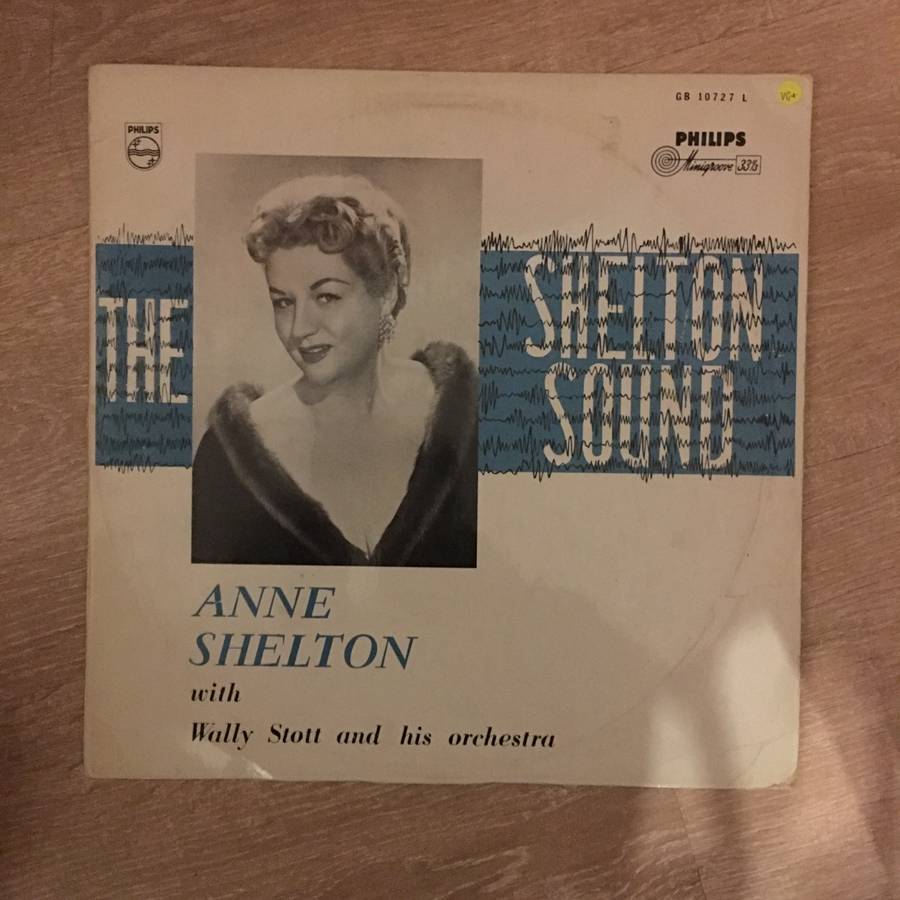 GB 10727 L
VG+
PHILIPS
PHILIPS
Minigroove 33⅓
THE
SHELTON
SOUND
ANNE
SHELTON
with
Wally Stott and his orchestra